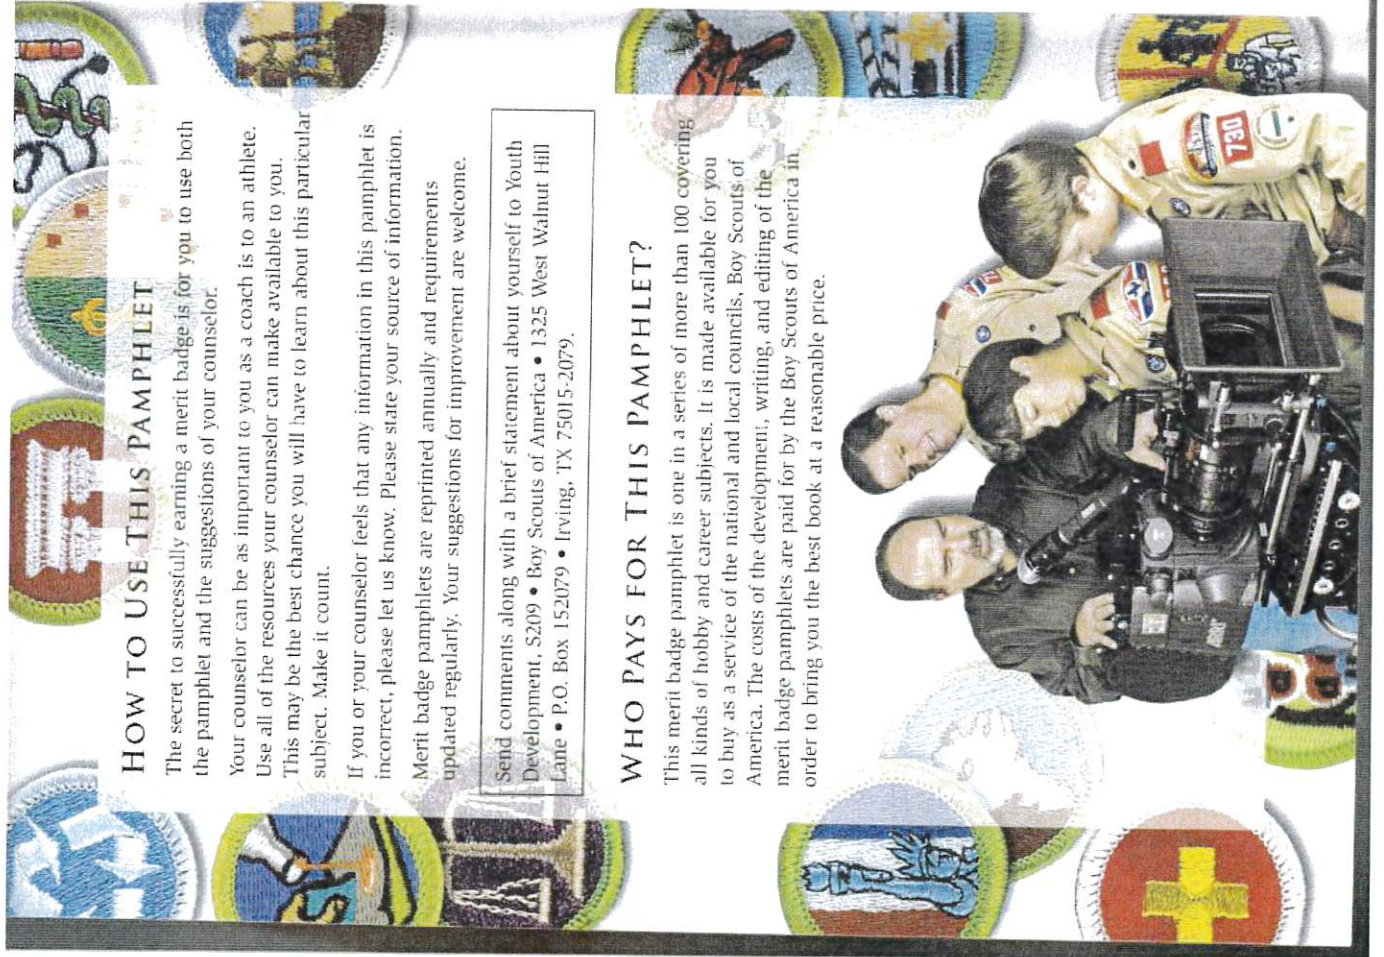 HOW TO USE THIS PAMPHLET
The secret to successfully earning a merit badge is for you to use both
the pamphlet and the suggestions of your counselor.
Your counselor can be as important to you as a coach is to an athlete.
Use all of the resources your counselor can make available to you.
This may be the best chance you will have to learn about this particular
subject. Make it count.
If you or your counselor feels that any information in this pamphlet is
incorrect, please let us know. Please state your source of information.
Merit badge pamphlets are reprinted annually and requirements
updated regularly. Your suggestions for improvement are welcome.
Send comments along with a brief statement about yourself to Youth
Development, S209 • Boy Scouts of America • 1325 West Walnut Hill
Lane • P.O. Box 152079 • Irving, TX 75015-2079.
WHO PAYS FOR THIS PAMPHLET?
This merit badge pamphlet is one in a series of more than 100 covering
all kinds of hobby and career subjects. It is made available for you
to buy as a service of the national and local councils, Boy Scouts of
America. The costs of the development, writing, and editing of the
merit badge pamphlets are paid for by the Boy Scouts of America in
order to bring you the best book at a reasonable price.
730
ARRI